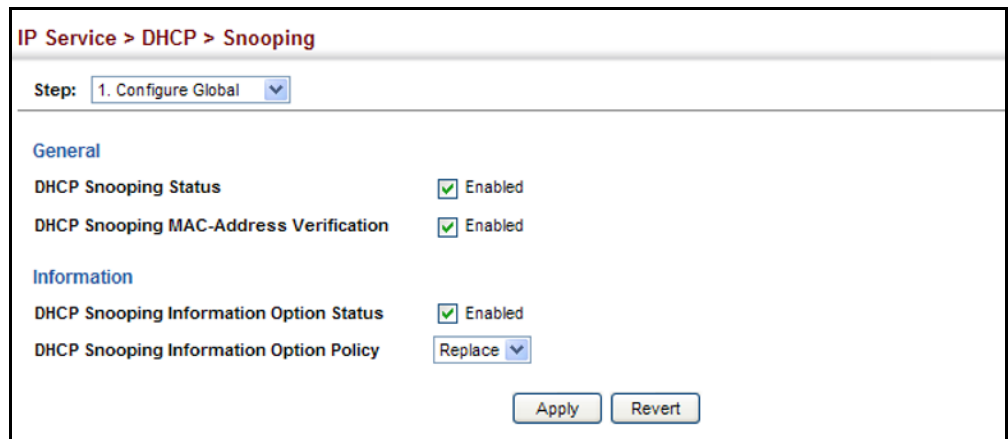 IP Service > DHCP > Snooping
Step: 1. Configure Global
General
DHCP Snooping Status Enabled
DHCP Snooping MAC-Address Verification Enabled
Information
DHCP Snooping Information Option Status Enabled
DHCP Snooping Information Option Policy Replace
Apply Revert